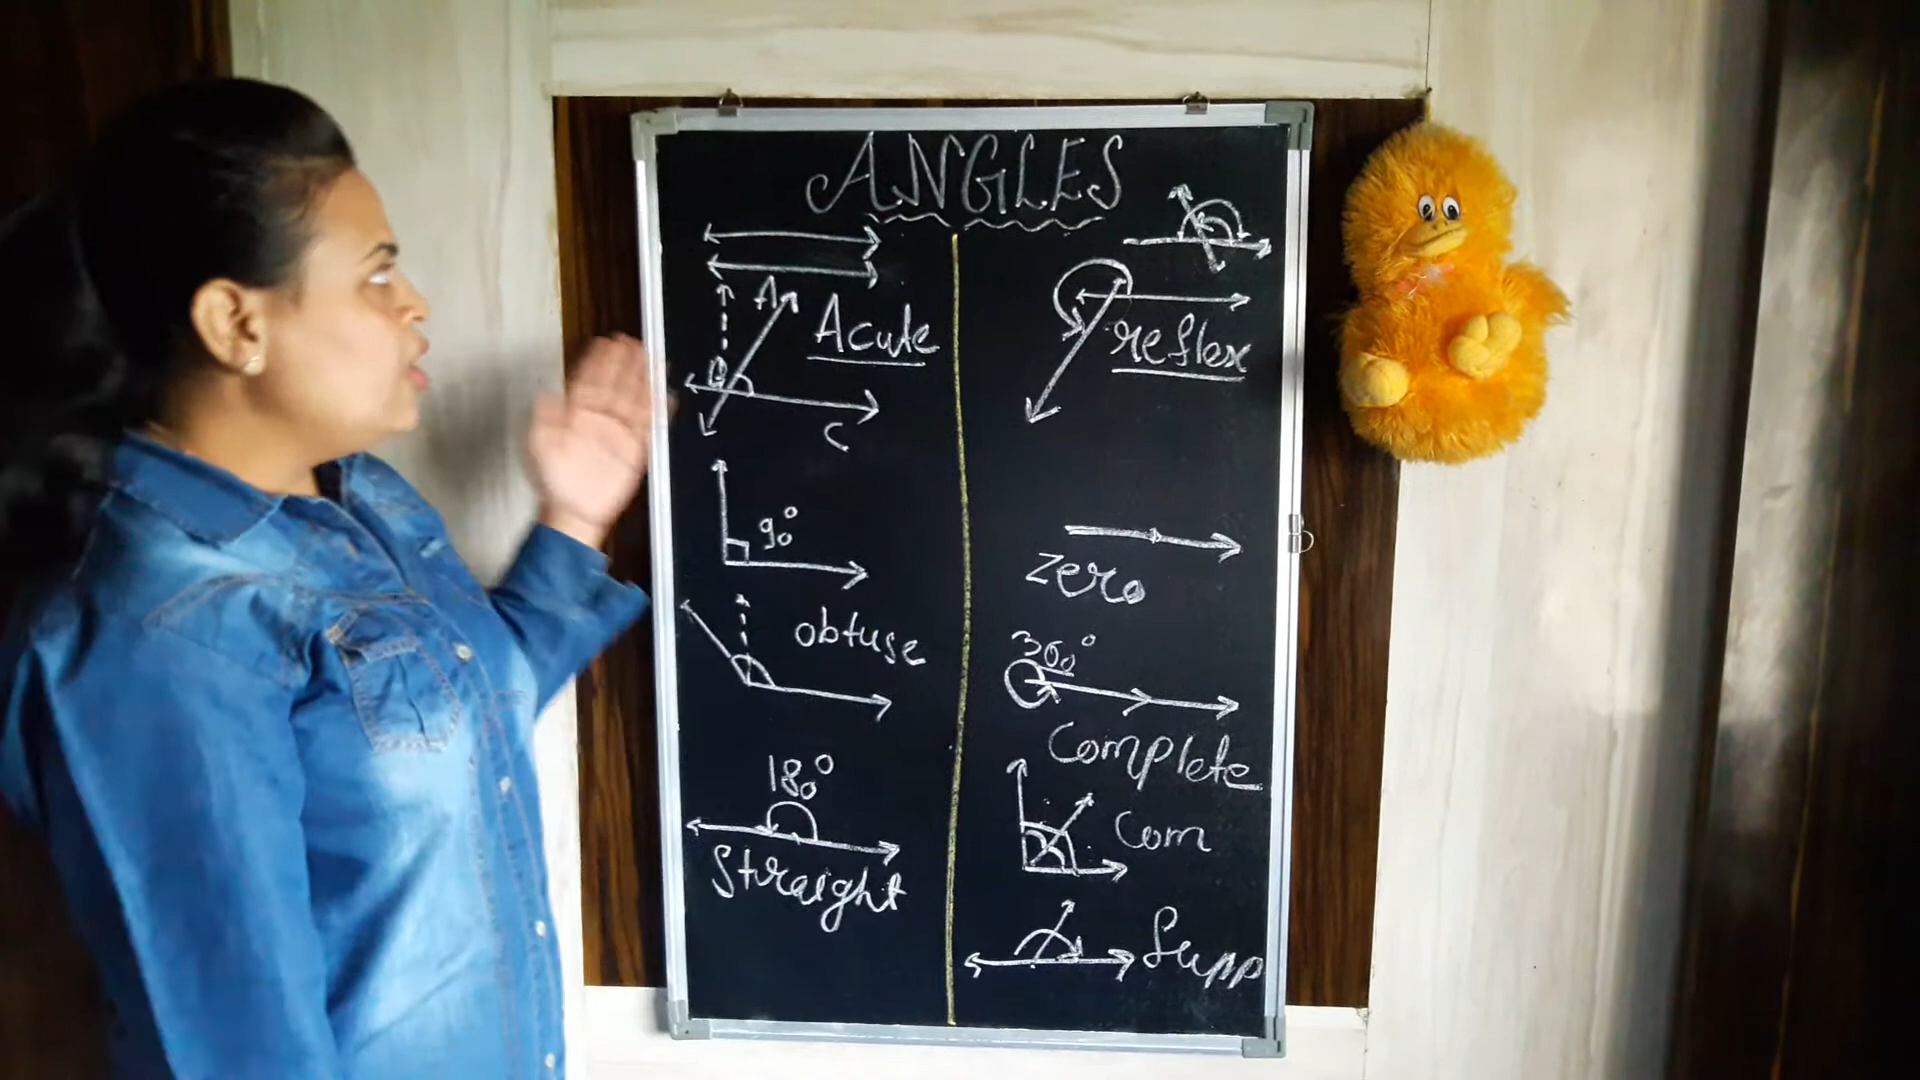 ANGLES
A
Acute
B
C
90°
obtuse
180°
Straight
reflex
Zero
360°
Complete
Com
Supp